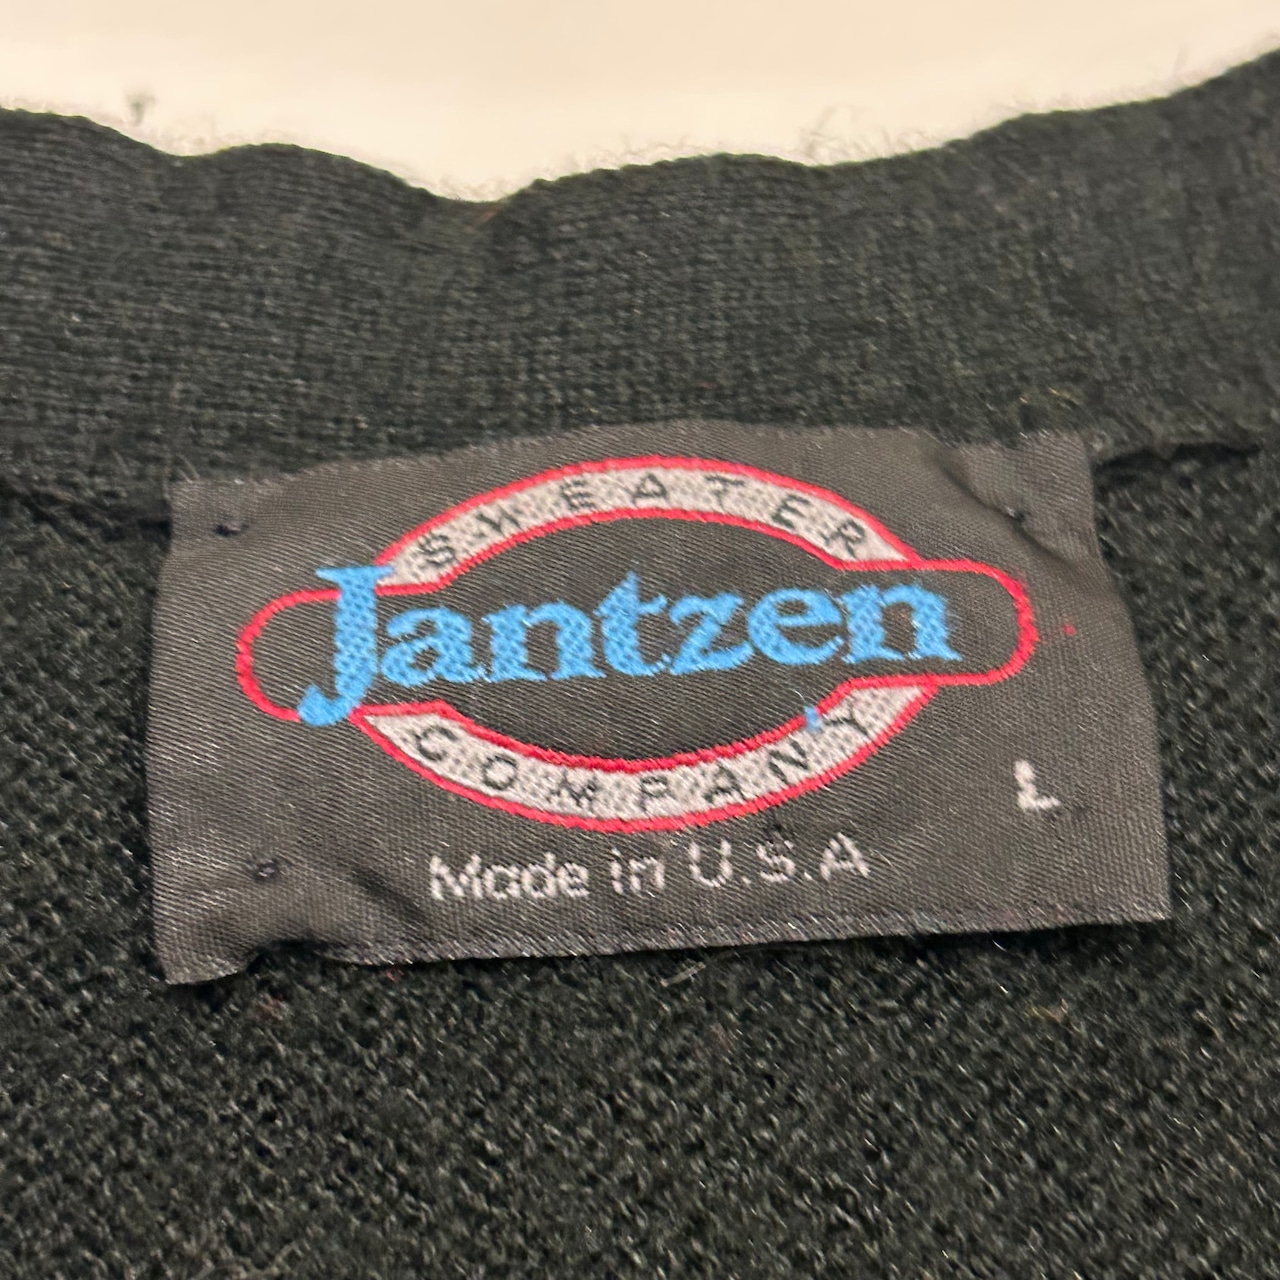 SWEATER
Jantzen
COMPANY
L
Made in U.S.A